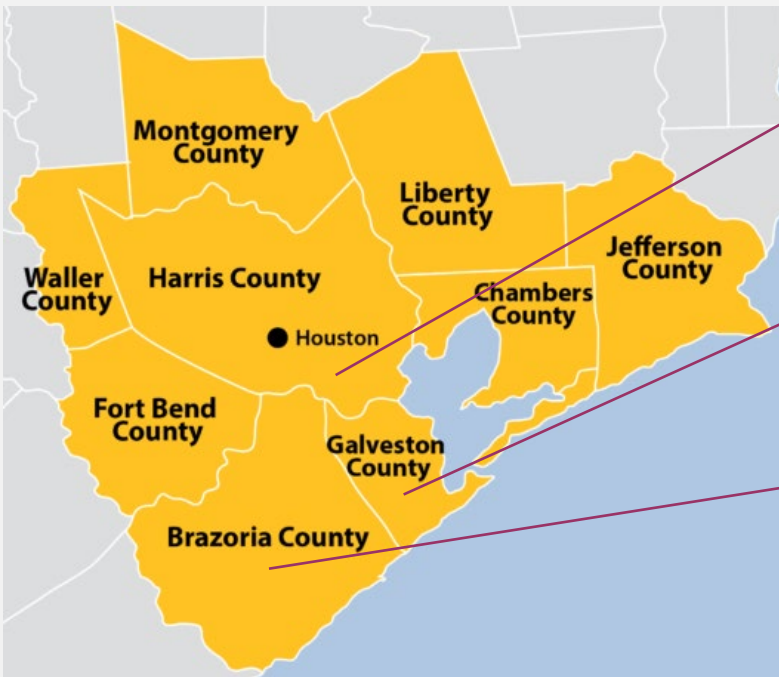 Montgomery
County
Liberty
County
Jefferson
County
Waller
County
Harris County
Chambers
County
Houston
Fort Bend
County
Galveston
County
Brazoria County